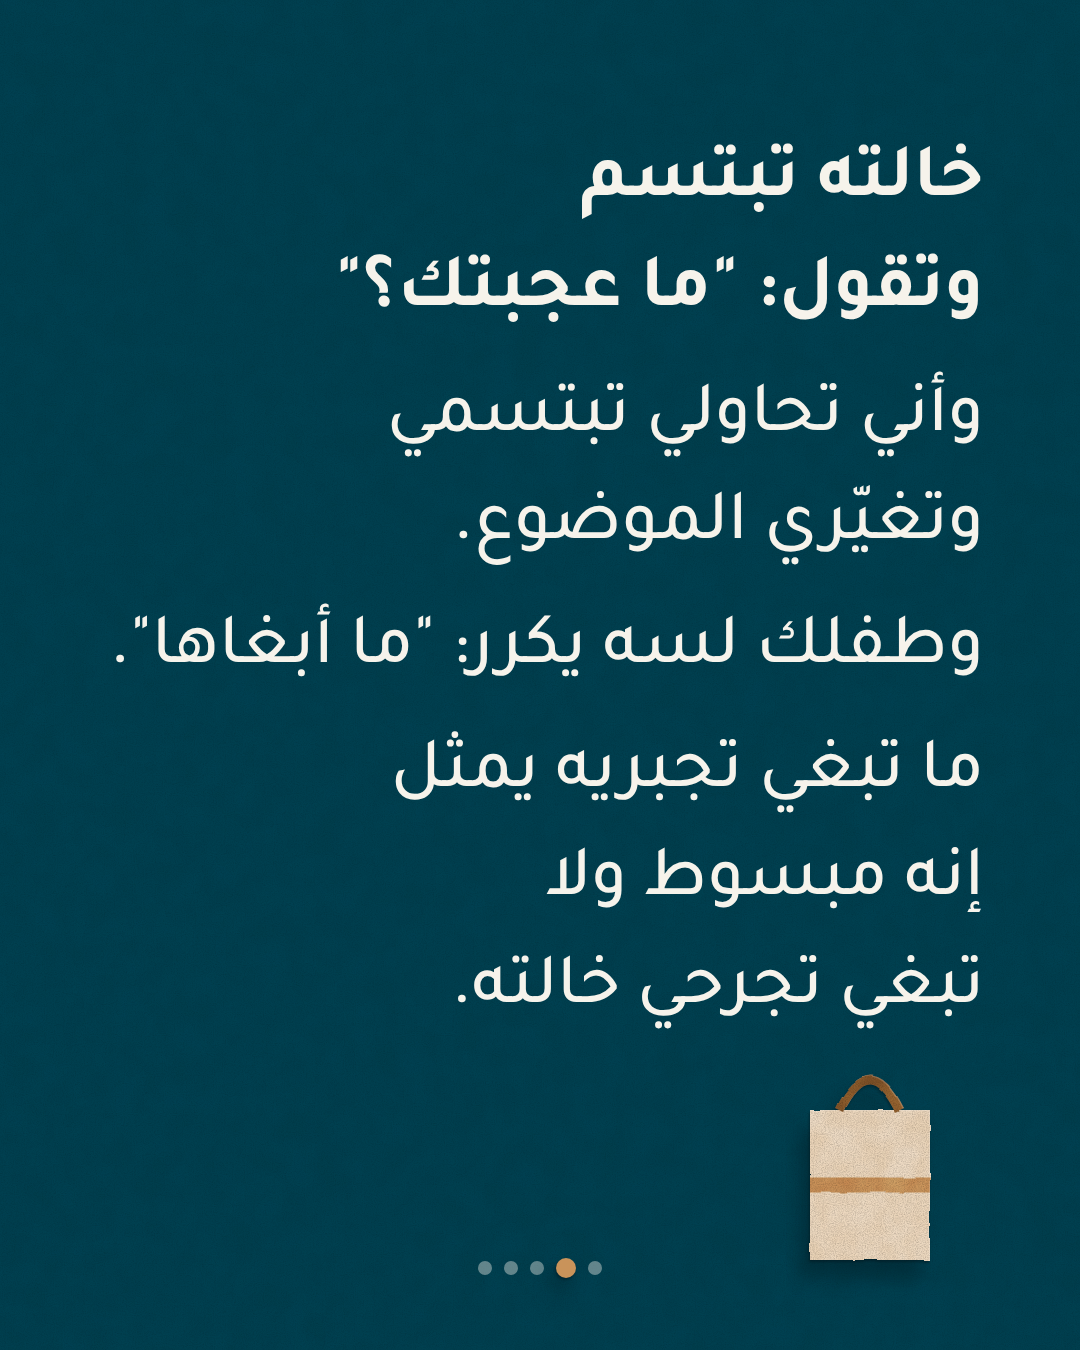 خالته تبتسم
وتقول: "ما عجبتك؟"
وأني تحاولي تبتسمي
وتغيّري الموضوع.
وطفلك لسه يكرر: "ما أبغاها".
ما تبغي تجبريه يمثل
إنه مبسوط ولا
تبغي تجرحي خالته.